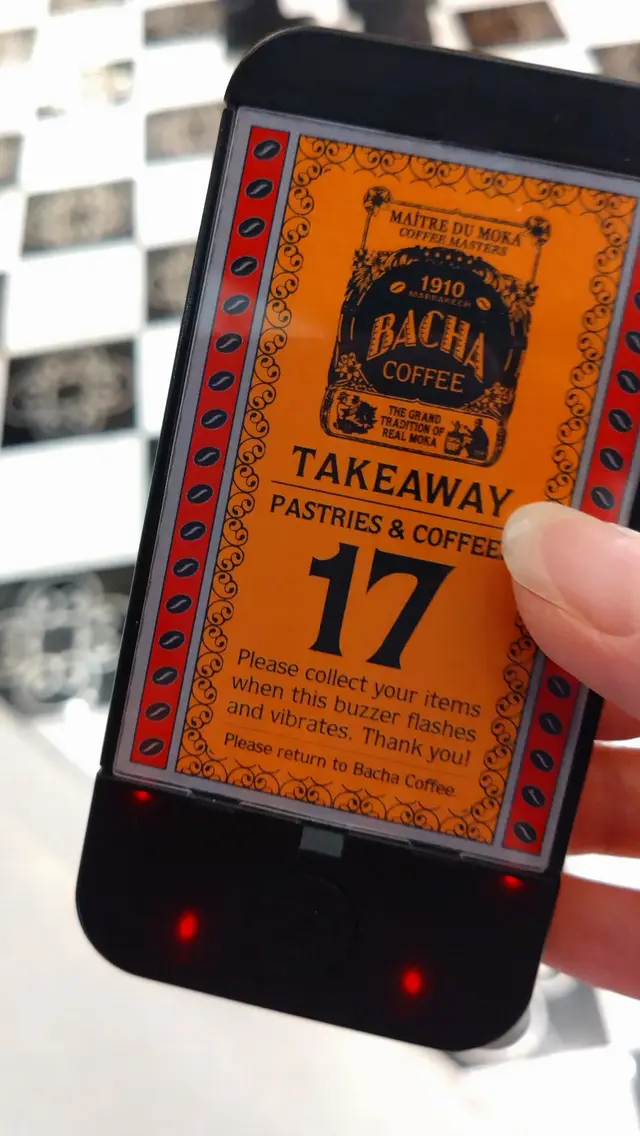 MAÎTRE DU MOKA
COFFEE MASTERS
1910
MARRAKECH
BACHA
COFFEE
THE GRAND
TRADITION OF
REAL MOKA
TAKEAWAY
PASTRIES & COFFEE
17
Please collect your items
when this buzzer flashes
and vibrates. Thank you!
Please return to Bacha Coffee